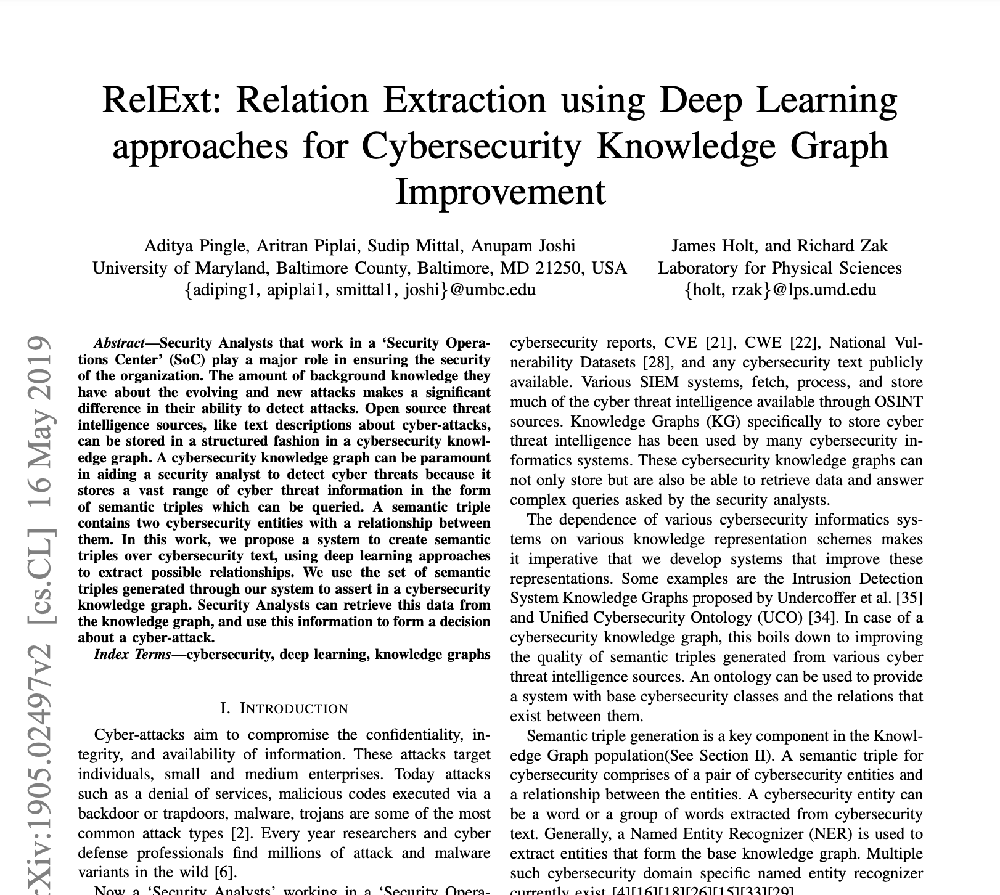 RelExt: Relation Extraction using Deep Learning
approaches for Cybersecurity Knowledge Graph
Improvement
Aditya Pingle, Aritran Piplai, Sudip Mittal, Anupam Joshi
University of Maryland, Baltimore County, Baltimore, MD 21250, USA
{adiping1, apiplai1, smittal1, joshi}@umbc.edu
James Holt, and Richard Zak
Laboratory for Physical Sciences
{holt, rzak}@lps.umd.edu
Abstract—Security Analysts that work in a ‘Security Opera-
tions Center’ (SoC) play a major role in ensuring the security
of the organization. The amount of background knowledge they
have about the evolving and new attacks makes a significant
difference in their ability to detect attacks. Open source threat
intelligence sources, like text descriptions about cyber-attacks,
can be stored in a structured fashion in a cybersecurity knowl-
edge graph. A cybersecurity knowledge graph can be paramount
in aiding a security analyst to detect cyber threats because it
stores a vast range of cyber threat information in the form
of semantic triples which can be queried. A semantic triple
contains two cybersecurity entities with a relationship between
them. In this work, we propose a system to create semantic
triples over cybersecurity text, using deep learning approaches
to extract possible relationships. We use the set of semantic
triples generated through our system to assert in a cybersecurity
knowledge graph. Security Analysts can retrieve this data from
the knowledge graph, and use this information to form a decision
about a cyber-attack.
Index Terms—cybersecurity, deep learning, knowledge graphs
I. INTRODUCTION
Cyber-attacks aim to compromise the confidentiality, in-
tegrity, and availability of information. These attacks target
individuals, small and medium enterprises. Today attacks
such as a denial of services, malicious codes executed via a
backdoor or trapdoors, malware, trojans are some of the most
common attack types [2]. Every year researchers and cyber
defense professionals find millions of attack and malware
variants in the wild [6].
Now a ‘Security Analysts’ working in a ‘Security Opera-
cybersecurity reports, CVE [21], CWE [22], National Vul-
nerability Datasets [28], and any cybersecurity text publicly
available. Various SIEM systems, fetch, process, and store
much of the cyber threat intelligence available through OSINT
sources. Knowledge Graphs (KG) specifically to store cyber
threat intelligence has been used by many cybersecurity in-
formatics systems. These cybersecurity knowledge graphs can
not only store but are also be able to retrieve data and answer
complex queries asked by the security analysts.
The dependence of various cybersecurity informatics sys-
tems on various knowledge representation schemes makes
it imperative that we develop systems that improve these
representations. Some examples are the Intrusion Detection
System Knowledge Graphs proposed by Undercoffer et al. [35]
and Unified Cybersecurity Ontology (UCO) [34]. In case of a
cybersecurity knowledge graph, this boils down to improving
the quality of semantic triples generated from various cyber
threat intelligence sources. An ontology can be used to provide
a system with base cybersecurity classes and the relations that
exist between them.
Semantic triple generation is a key component in the Knowl-
edge Graph population(See Section II). A semantic triple for
cybersecurity comprises of a pair of cybersecurity entities and
a relationship between the entities. A cybersecurity entity can
be a word or a group of words extracted from cybersecurity
text. Generally, a Named Entity Recognizer (NER) is used to
extract entities that form the base knowledge graph. Multiple
such cybersecurity domain specific named entity recognizer
currently exist [4][16][18][26][15][33][29]
rXiv:1905.02497v2 [cs.CL] 16 May 2019